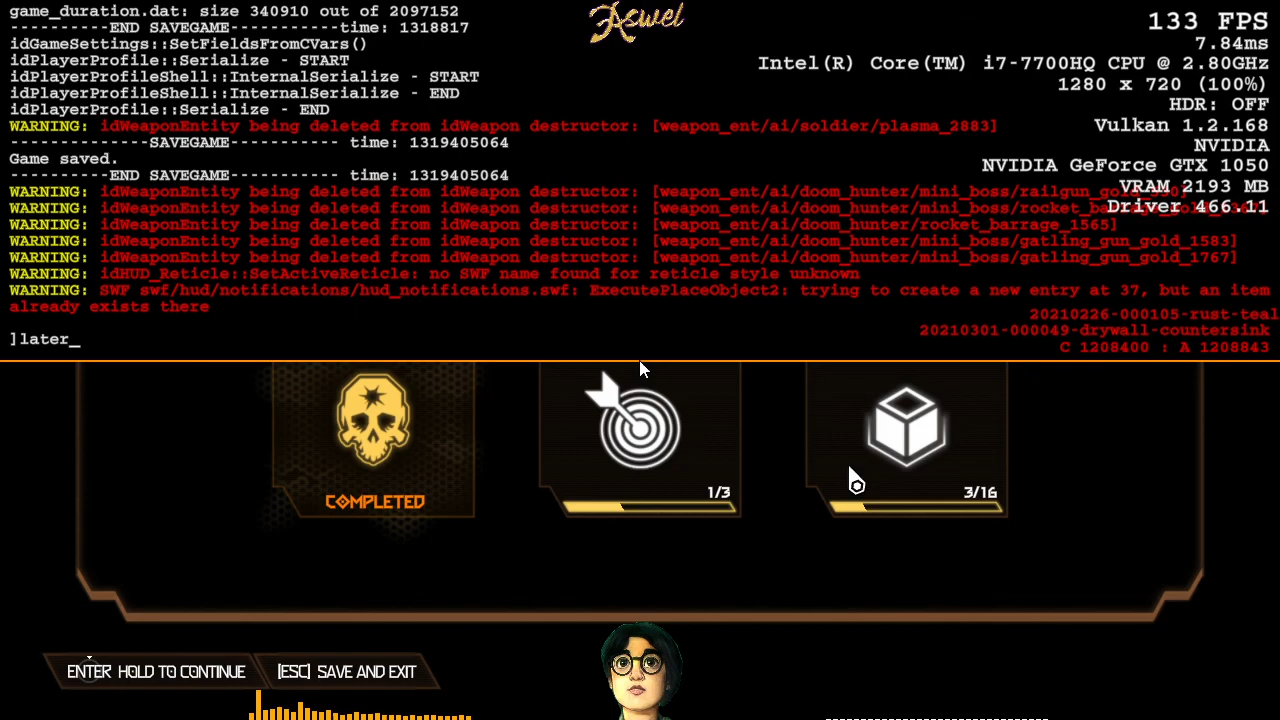 game_duration.dat: size 340910 out of 2097152
----------END SAVEGAME-----------time: 1318817
idGameSettings::SetFieldsFromCVars()
idPlayerProfile::Serialize - START
idPlayerProfileShell::InternalSerialize - START
idPlayerProfileShell::InternalSerialize - END
idPlayerProfile::Serialize - END
WARNING: idWeaponEntity being deleted from idWeapon destructor: [weapon_ent/ai/soldier/plasma_2883]
--------------SAVEGAME----------- time: 1319405064
Game saved.
----------END SAVEGAME----------- time: 1319405064
WARNING: idWeaponEntity being deleted from idWeapon destructor: [weapon_ent/ai/doom_hunter/mini_boss/railgun_gold
WARNING: idWeaponEntity being deleted from idWeapon destructor: [weapon_ent/ai/doom_hunter/mini_boss/rocket
WARNING: idWeaponEntity being deleted from idWeapon destructor: [weapon_ent/ai/doom_hunter/rocket_barrage_1565]
WARNING: idWeaponEntity being deleted from idWeapon destructor: [weapon_ent/ai/doom_hunter/mini_boss/gatling_gun_gold_1583]
WARNING: idWeaponEntity being deleted from idWeapon destructor: [weapon_ent/ai/doom_hunter/mini_boss/gatling_gun_gold_1767]
WARNING: idHUD_Reticle::SetActiveReticle: no SWF name found for reticle style unknown
WARNING: SWF swf/hud/notifications/hud_notifications.swf: ExecutePlaceObject2: trying to create a new entry at 37, but an item
already exists there
]later_
Aswel
133 FPS
7.84ms
Intel(R) Core(TM) i7-7700HQ CPU @ 2.80GHz
1280 x 720 (100%)
HDR: OFF
Vulkan 1.2.168
NVIDIA
NVIDIA GeForce GTX 1050
VRAM 2193 MB
Driver 466.11
20210226-000105-rust-teal
20210301-000049-drywall-countersink
C 1208400 : A 1208843
COMPLETED
1/3
3/16
ENTER HOLD TO CONTINUE
[ESC] SAVE AND EXIT